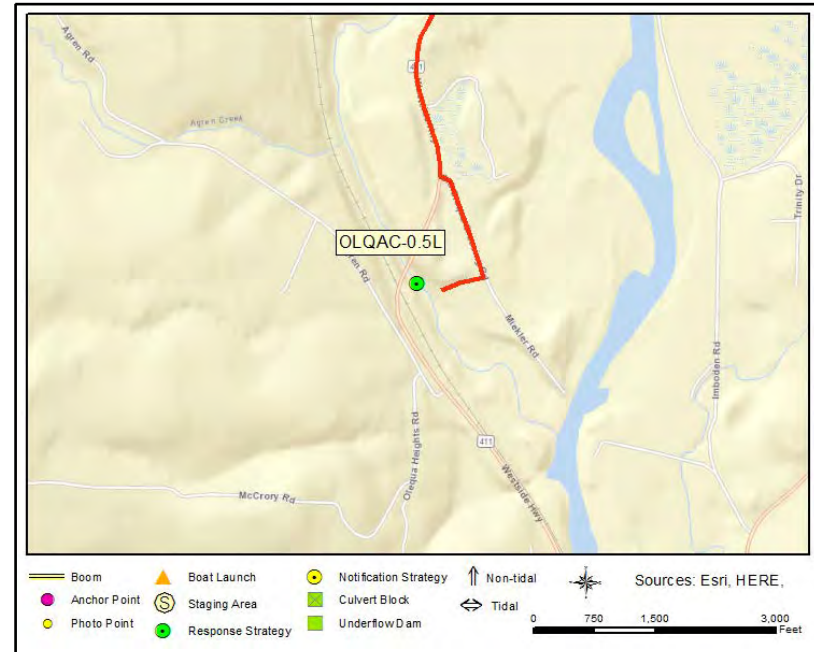 Agren Rd
411
Agren Creek
Trinity Dr
OLQAC-0.5L
Agren Rd
Miekler Rd
Imboden Rd
Olequa Heights Rd
411
Westside Hwy
McCrory Rd
Boom
Boat Launch
Notification Strategy
Non-tidal
Sources: Esri, HERE,
Anchor Point
S
Staging Area
Culvert Block
Tidal
Photo Point
Response Strategy
Underflow Dam
0 750 1,500 3,000
Feet